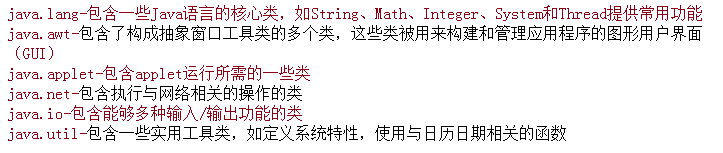 java.lang-包含一些Java语言的核心类，如String、Math、Integer、System和Thread提供常用功能
java.awt-包含了构成抽象窗口工具类的多个类，这些类被用来构建和管理应用程序的图形用户界面
（GUI）
java.applet-包含applet运行所需的一些类
java.net-包含执行与网络相关的操作的类
java.io-包含能够多种输入/输出功能的类
java.util-包含一些实用工具类，如定义系统特性，使用与日历日期相关的函数